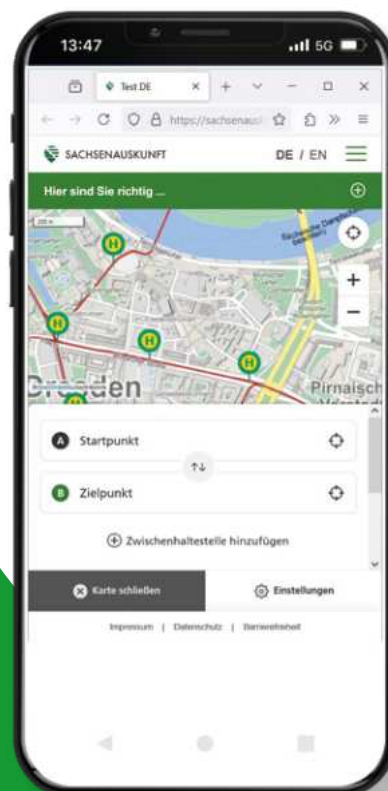 13:47
5G
Test DE
https://sachsenaus
SACHSENAUSKUNFT
DE / EN
Hier sind Sie richtig ...
200 m
H
H
H
H
H
Dresden
Pirnaisch
A Startpunkt
B Zielpunkt
Zwischenhaltestelle hinzufügen
Karte schließen
Einstellungen
Impressum | Datenschutz | Barrierefreiheit